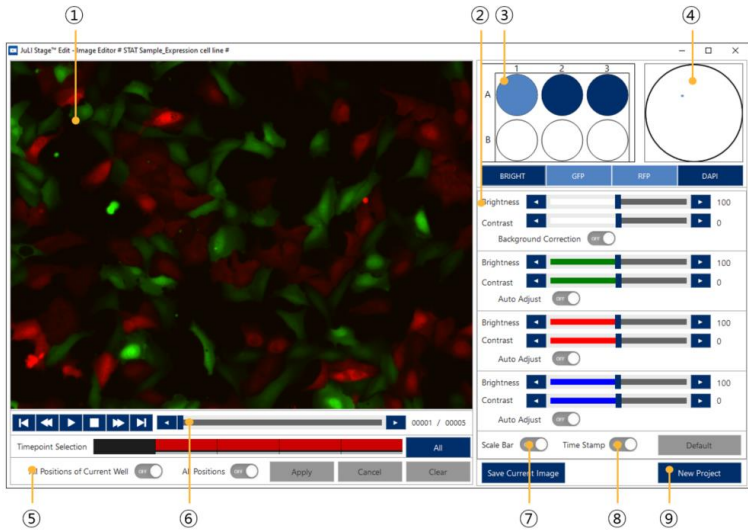 ① ② ③ ④
JuLI Stage™ Edit - Image Editor # STAT Sample_Expression cell line #
1 2 3
A
B
BRIGHT GFP RFP DAPI
Brightness 100
Contrast 0
Background Correction OFF
Brightness 100
Contrast 0
Auto Adjust OFF
Brightness 100
Contrast 0
Auto Adjust OFF
Brightness 100
Contrast 0
Auto Adjust OFF
00001 / 00005
Timepoint Selection All
All Positions of Current Well OFF All Positions OFF Apply Cancel Clear
Scale Bar OFF Time Stamp OFF Default
Save Current Image New Project
⑤ ⑥ ⑦ ⑧ ⑨